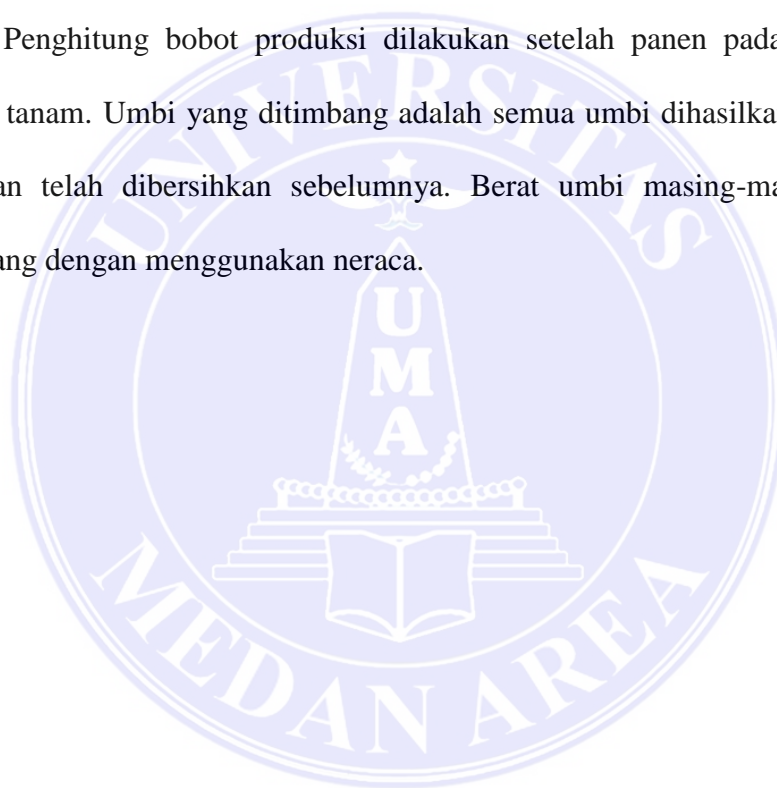 Penghitung bobot produksi dilakukan setelah panen pada
tanam. Umbi yang ditimbang adalah semua umbi dihasilka
an telah dibersihkan sebelumnya. Berat umbi masing-ma
ang dengan menggunakan neraca.
UNIVERSITAS
UMA
MEDAN AREA